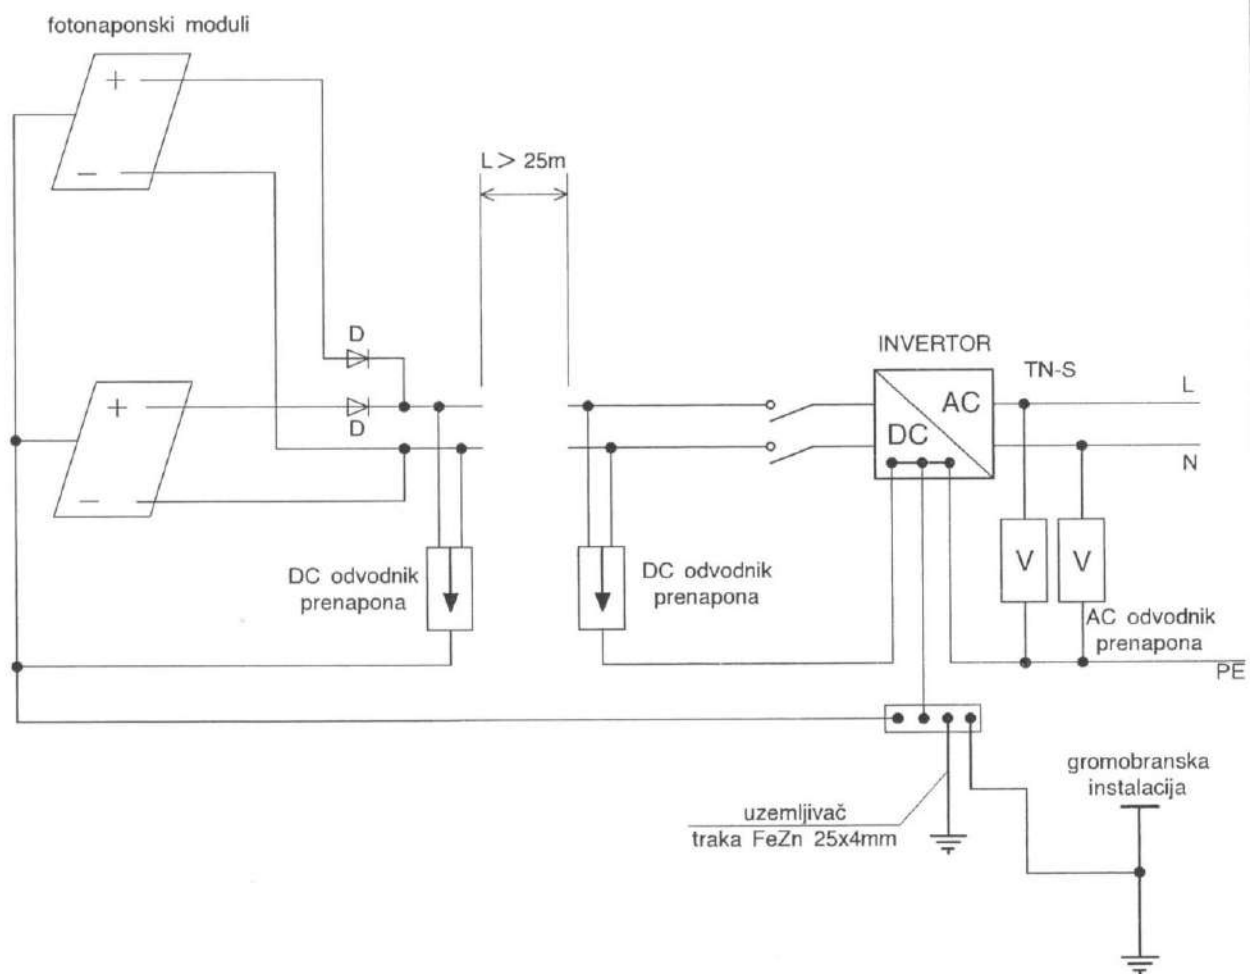 fotonaponski moduli
+
−
L > 25m
D
D
+
−
INVERTOR
AC
DC
TN-S
L
N
DC odvodnik
prenapona
DC odvodnik
prenapona
V
V
AC odvodnik
prenapona
PE
uzemljivač
traka FeZn 25x4mm
gromobranska
instalacija